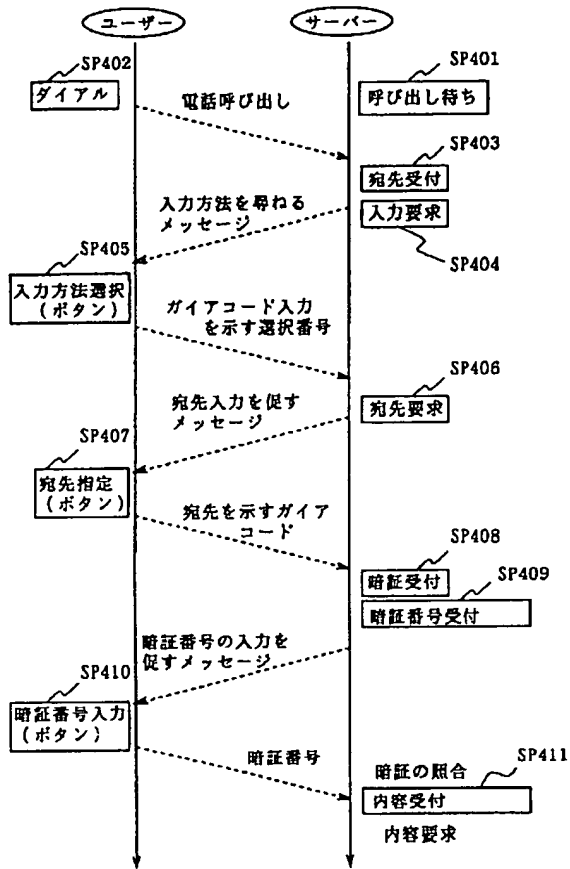 ユーザー
サーバー
SP402
SP401
ダイアル
電話呼び出し
呼び出し待ち
SP403
宛先受付
入力方法を尋ねる
メッセージ
入力要求
SP405
SP404
入力方法選択
(ボタン)
ガイアコード入力
を示す選択番号
SP406
宛先入力を促す
メッセージ
宛先要求
SP407
宛先指定
(ボタン)
宛先を示すガイア
コード
SP408
暗証受付
SP409
暗証番号受付
暗証番号の入力を
促すメッセージ
SP410
暗証番号入力
(ボタン)
暗証番号
暗証の照合
SP411
内容受付
内容要求